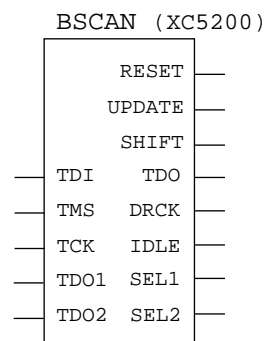 BSCAN (XC5200)
RESET
UPDATE
SHIFT
TDI TDO
TMS DRCK
TCK IDLE
TDO1 SEL1
TDO2 SEL2